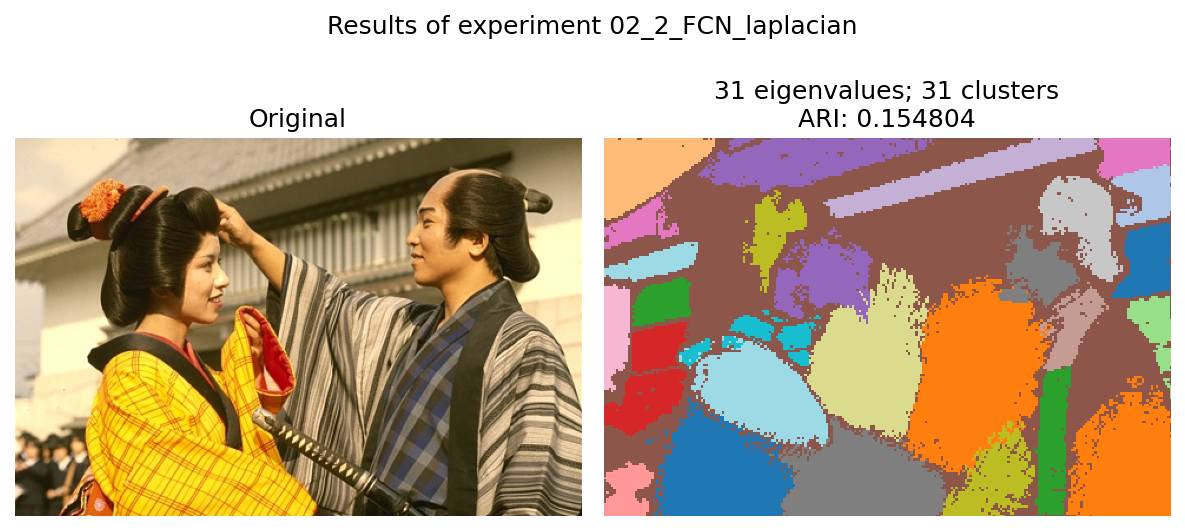 Results of experiment 02_2_FCN_laplacian
Original
31 eigenvalues; 31 clusters
ARI: 0.154804